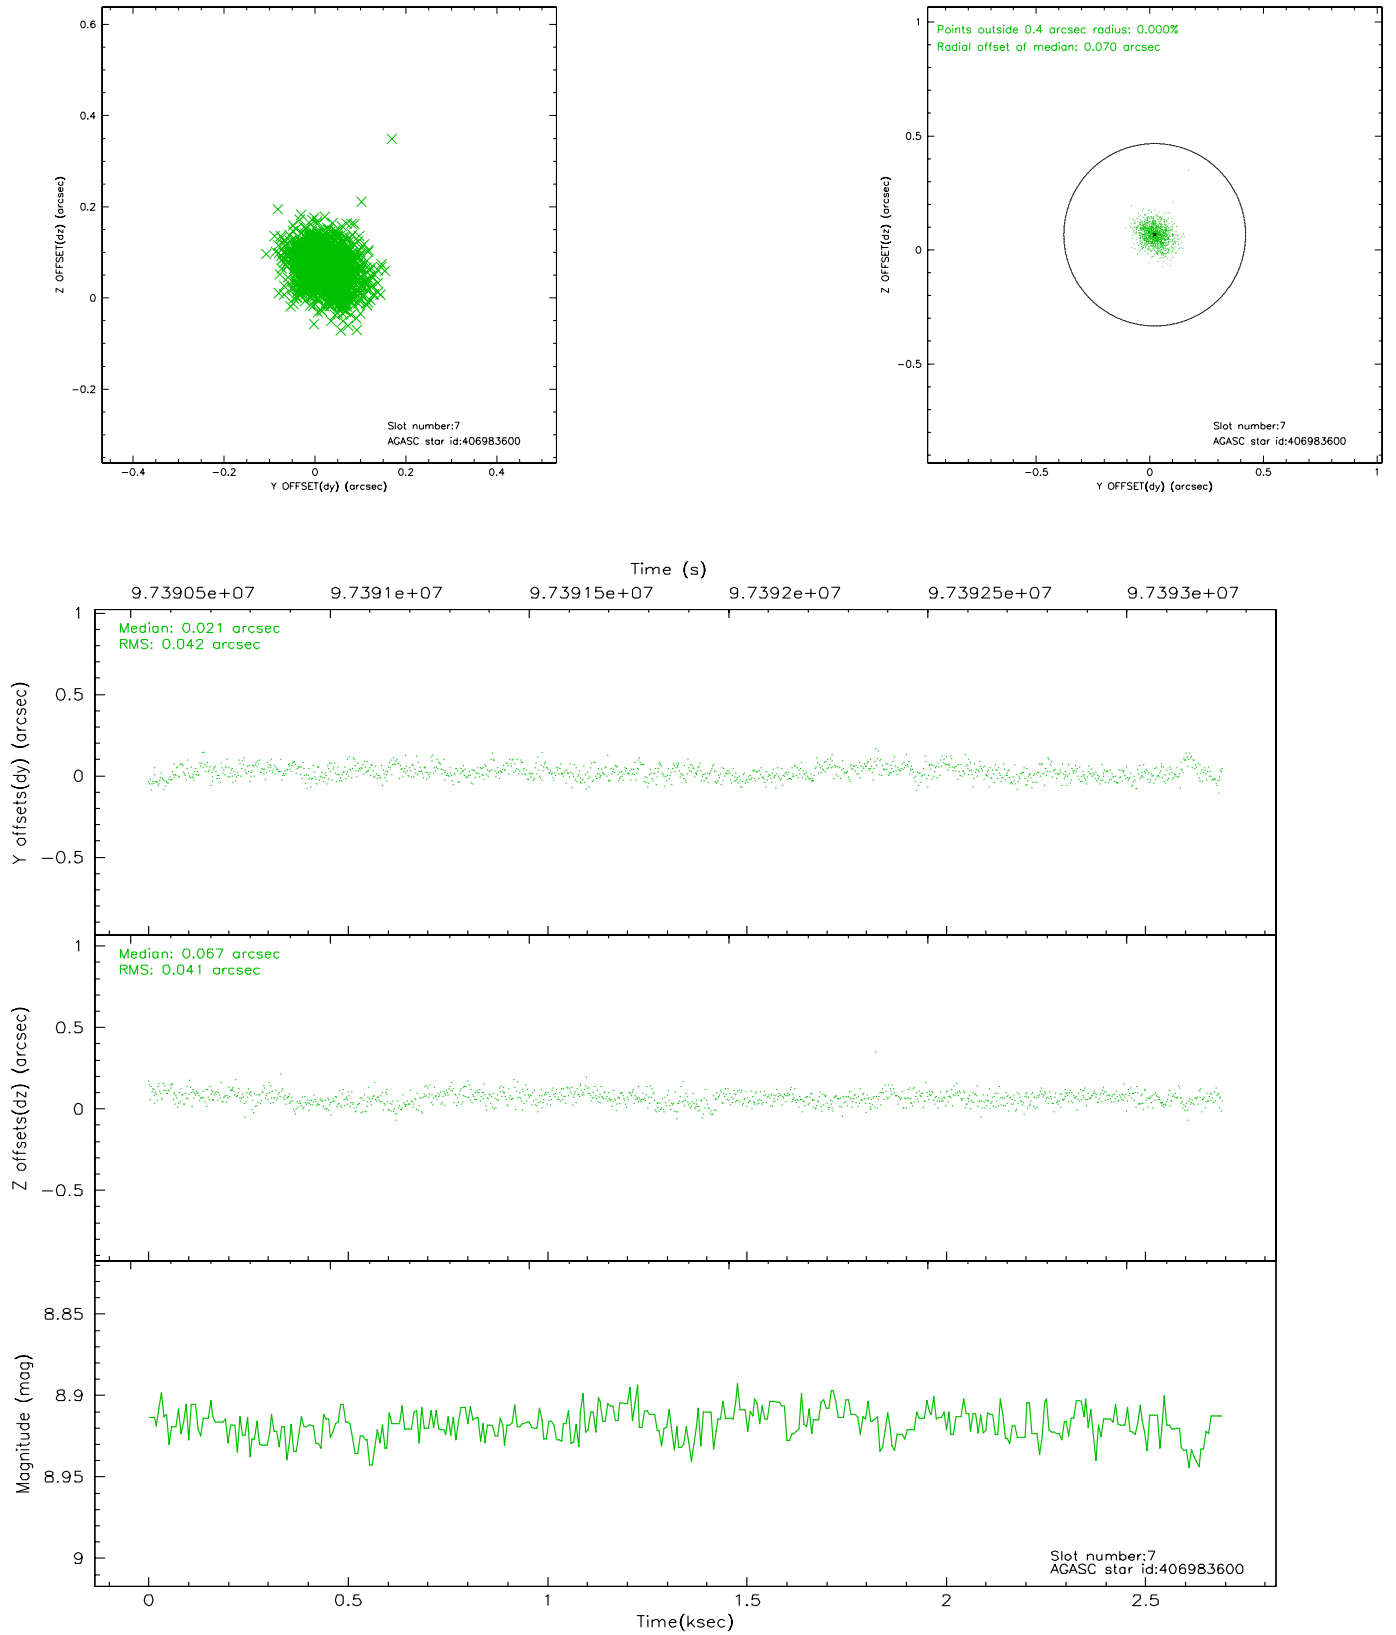 0.6
0.4
0.2
0
−0.2
Z OFFSET(dz) (arcsec)
Slot number:7
AGASC star id:406983600
−0.4 −0.2 0 0.2 0.4
Y OFFSET(dy) (arcsec)
Points outside 0.4 arcsec radius: 0.000%
Radial offset of median: 0.070 arcsec
1
0.5
0
−0.5
Z OFFSET(dz) (arcsec)
Slot number:7
AGASC star id:406983600
−0.5 0 0.5 1
Y OFFSET(dy) (arcsec)
Time (s)
9.73905e+07 9.7391e+07 9.73915e+07 9.7392e+07 9.73925e+07 9.7393e+07
Median: 0.021 arcsec
RMS: 0.042 arcsec
1
0.5
0
−0.5
Y offsets(dy) (arcsec)
Median: 0.067 arcsec
RMS: 0.041 arcsec
1
0.5
0
−0.5
Z offsets(dz) (arcsec)
8.85
8.9
8.95
9
Magnitude (mag)
Slot number:7
AGASC star id:406983600
0 0.5 1 1.5 2 2.5
Time(ksec)